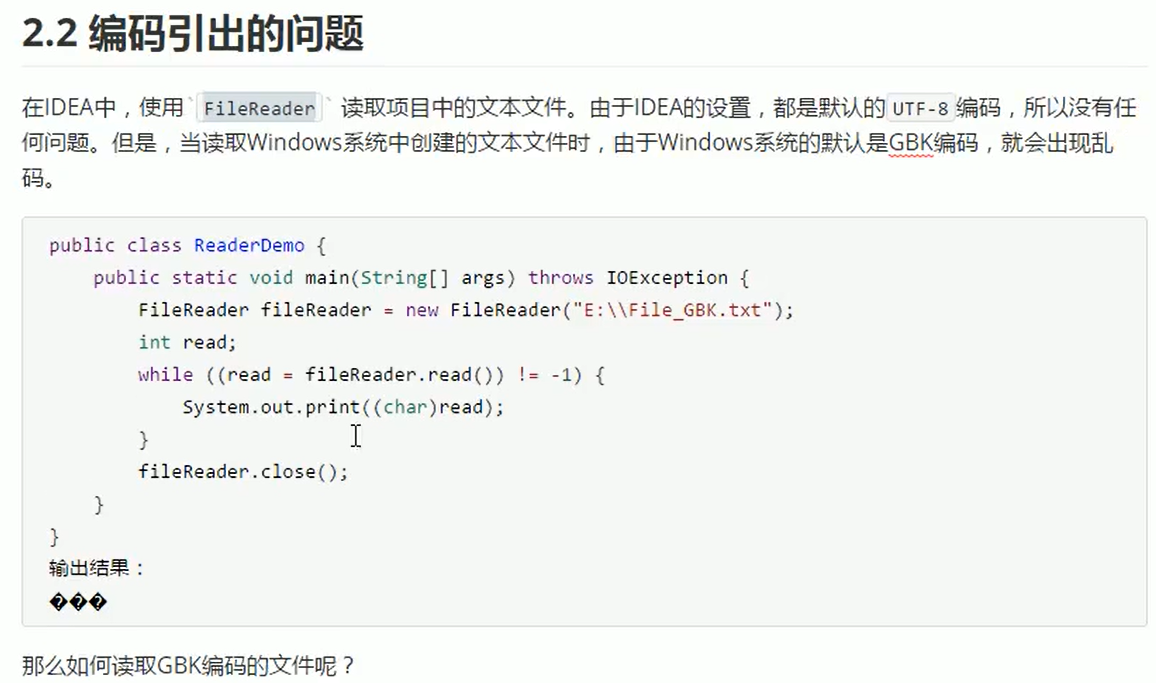 2.2 编码引出的问题
在IDEA中，使用`FileReader` 读取项目中的文本文件。由于IDEA的设置，都是默认的UTF-8编码，所以没有任
何问题。但是，当读取Windows系统中创建的文本文件时，由于Windows系统的默认是GBK编码，就会出现乱
码。
public class ReaderDemo {
    public static void main(String[] args) throws IOException {
        FileReader fileReader = new FileReader("E:\\File_GBK.txt");
        int read;
        while ((read = fileReader.read()) != -1) {
            System.out.print((char)read);
        }
        fileReader.close();
    }
}
输出结果：
���
那么如何读取GBK编码的文件呢？